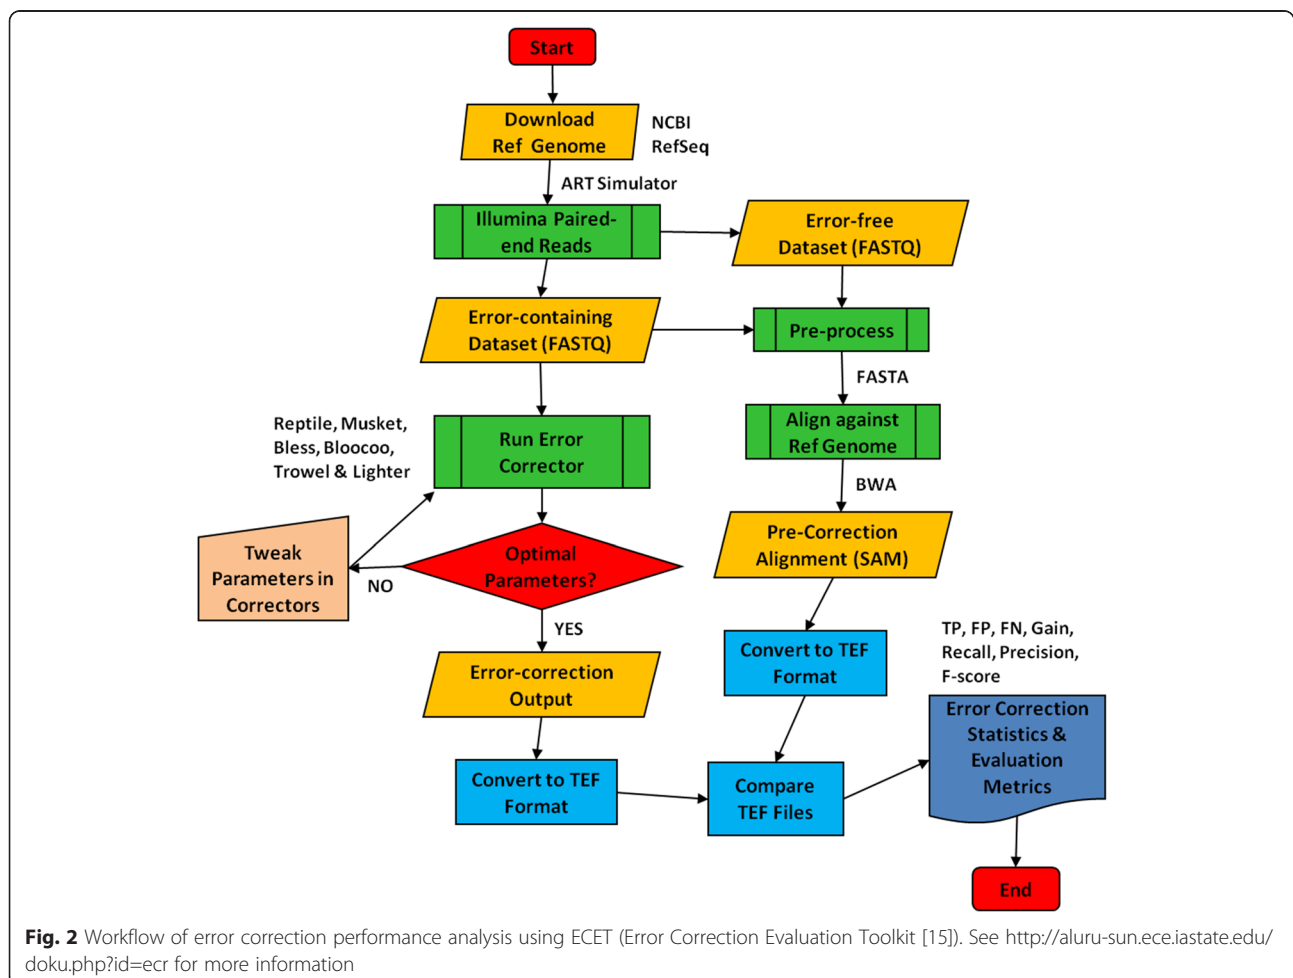 Start
Download
Ref Genome
NCBI
RefSeq
ART Simulator
Illumina Paired-
end Reads
Error-free
Dataset (FASTQ)
Error-containing
Dataset (FASTQ)
Pre-process
FASTA
Reptile, Musket,
Bless, Bloocoo,
Trowel & Lighter
Run Error
Corrector
Align against
Ref Genome
BWA
Tweak
Parameters in
Correctors
NO
Optimal
Parameters?
Pre-Correction
Alignment (SAM)
YES
Error-correction
Output
Convert to TEF
Format
TP, FP, FN, Gain,
Recall, Precision,
F-score
Error Correction
Statistics &
Evaluation
Metrics
Convert to TEF
Format
Compare
TEF Files
End
Fig. 2 Workflow of error correction performance analysis using ECET (Error Correction Evaluation Toolkit [15]). See http://aluru-sun.ece.iastate.edu/
doku.php?id=ecr for more information